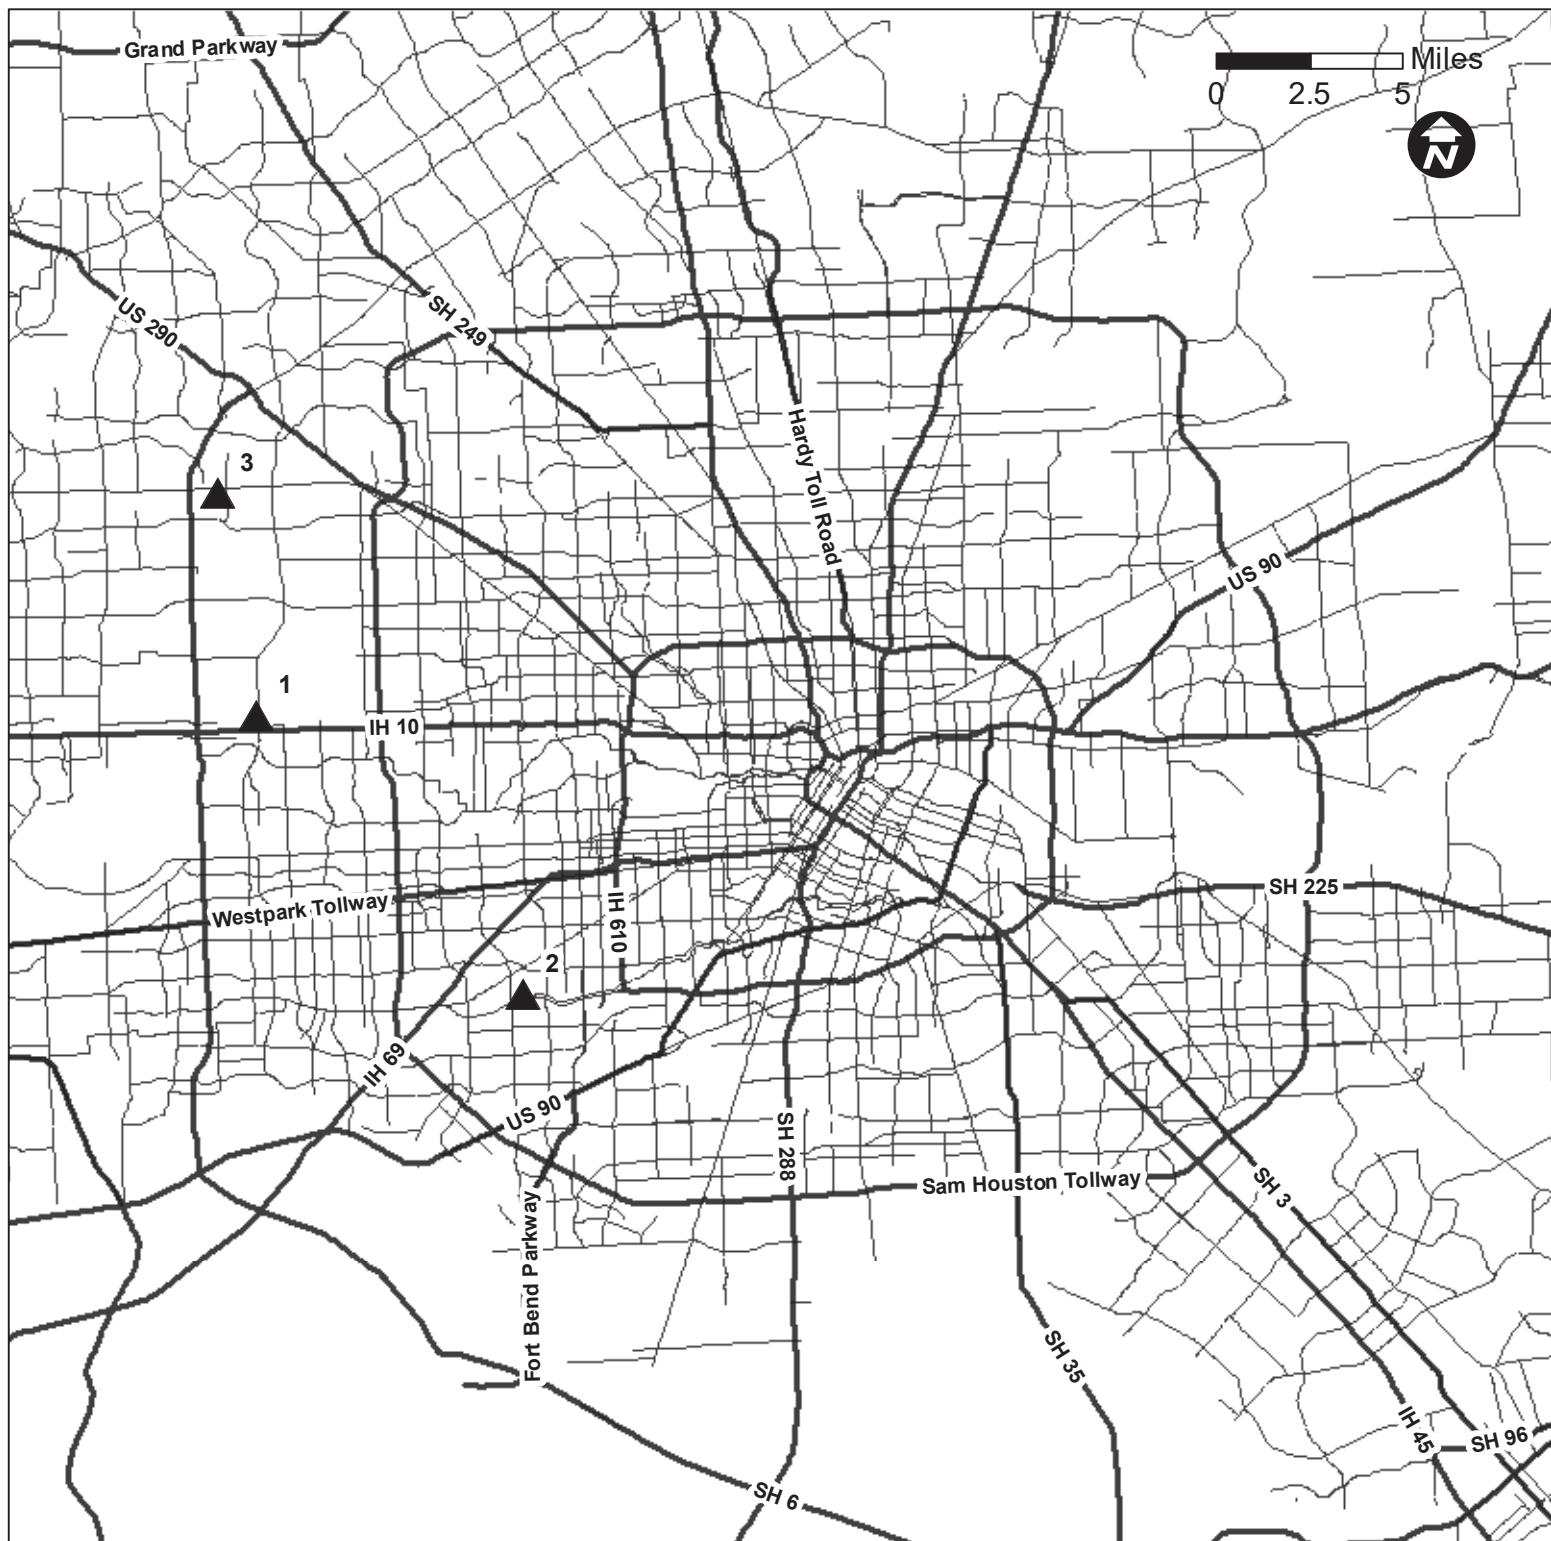 Grand Parkway
Miles
0 2.5 5
N
US 290
SH 249
Hardy Toll Road
3
US 90
1
IH 10
SH 225
Westpark Tollway
IH 610
2
IH 69
US 90
SH 288
Sam Houston Tollway
SH 3
Fort Bend Parkway
SH 35
IH 45
SH 96
SH 6